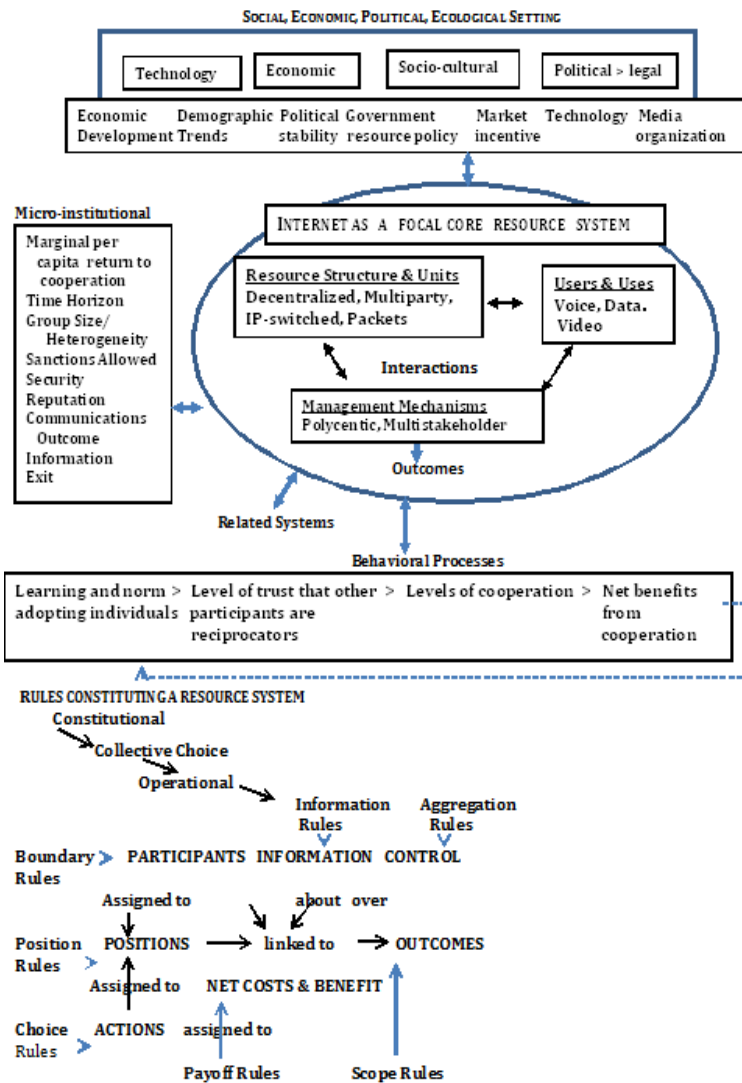 SOCIAL, ECONOMIC, POLITICAL, ECOLOGICAL SETTING
Technology
Economic
Socio-cultural
Political > legal
Economic Demographic Political Government Market Technology Media
Development Trends stability resource policy incentive organization
Micro-institutional
Marginal per
capita return to
cooperation
Time Horizon
Group Size/
Heterogeneity
Sanctions Allowed
Security
Reputation
Communications
Outcome
Information
Exit
INTERNET AS A FOCAL CORE RESOURCE SYSTEM
Resource Structure & Units
Decentralized, Multiparty,
IP-switched, Packets
Users & Uses
Voice, Data.
Video
Interactions
Management Mechanisms
Polycentic, Multistakeholder
Outcomes
Related Systems
Behavioral Processes
Learning and norm > Level of trust that other > Levels of cooperation > Net benefits
adopting individuals participants are from
reciprocators cooperation
RULES CONSTITUTING A RESOURCE SYSTEM
Constitutional
Collective Choice
Operational
Information Aggregation
Rules Rules
Boundary PARTICIPANTS INFORMATION CONTROL
Rules
Assigned to about over
Position POSITIONS linked to OUTCOMES
Rules
Assigned to NET COSTS & BENEFIT
Choice ACTIONS assigned to
Rules
Payoff Rules Scope Rules